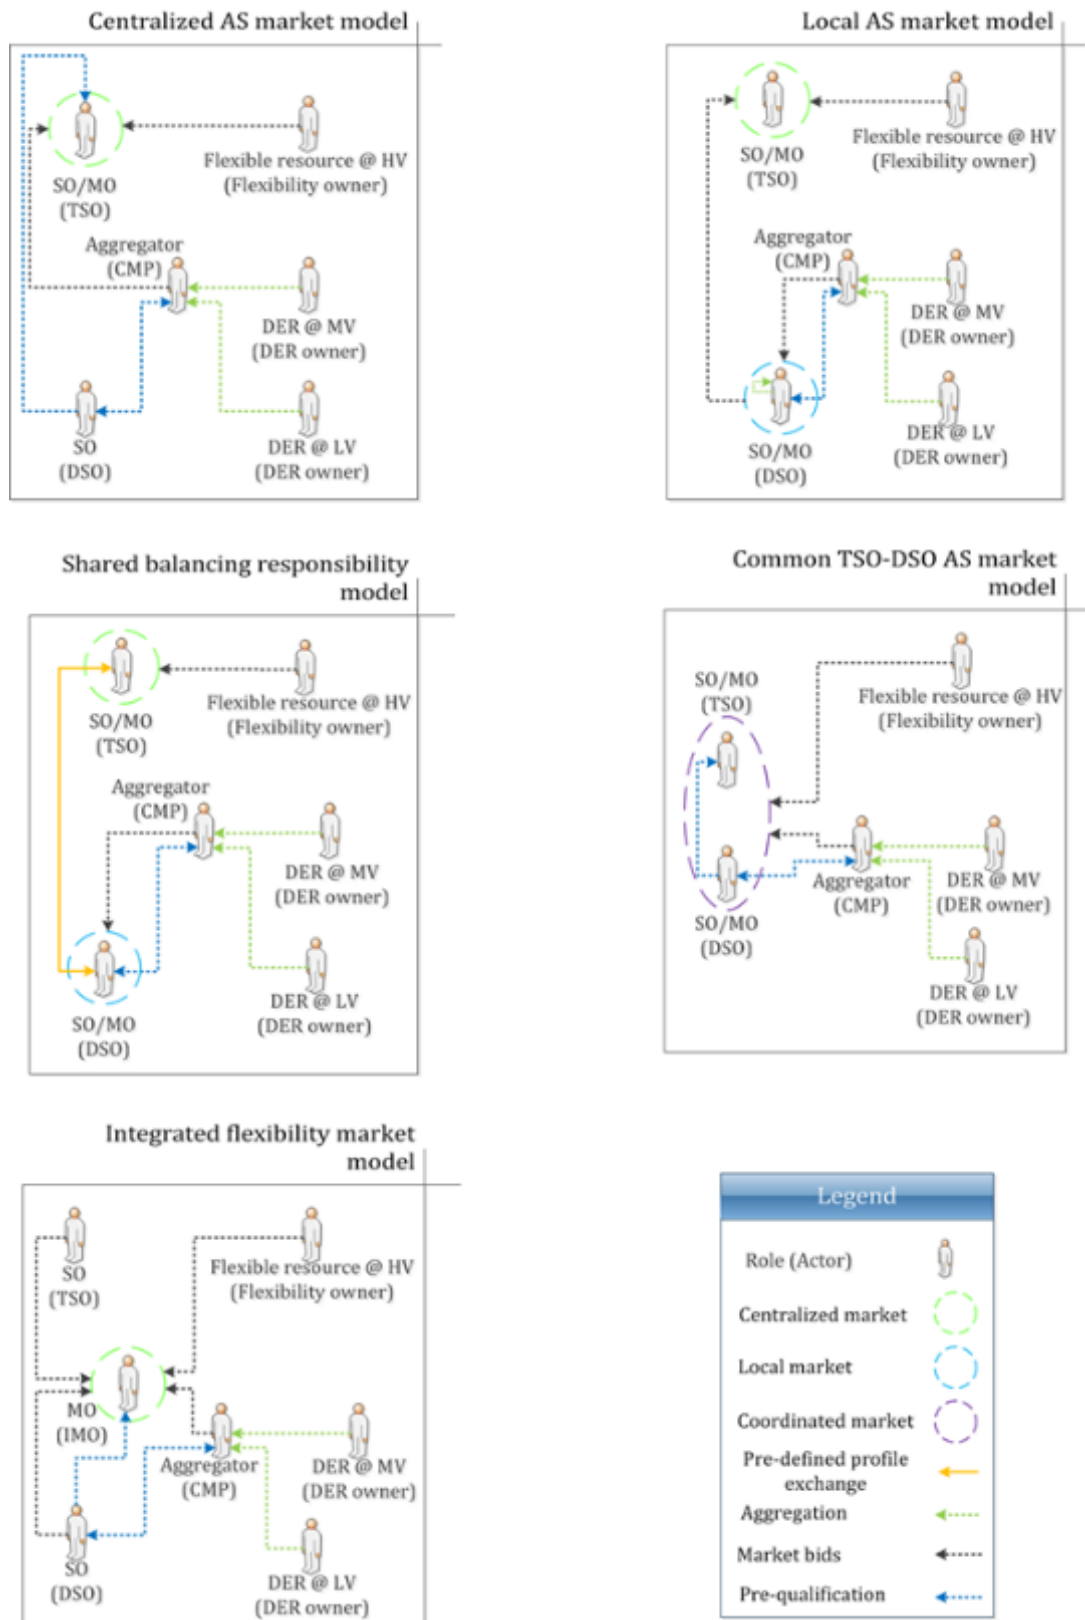 Centralized AS market model
SO/MO
(TSO)
Flexible resource @ HV
(Flexibility owner)
Aggregator
(CMP)
DER @ MV
(DER owner)
SO
(DSO)
DER @ LV
(DER owner)
Local AS market model
SO/MO
(TSO)
Flexible resource @ HV
(Flexibility owner)
Aggregator
(CMP)
DER @ MV
(DER owner)
SO/MO
(DSO)
DER @ LV
(DER owner)
Shared balancing responsibility
model
SO/MO
(TSO)
Flexible resource @ HV
(Flexibility owner)
Aggregator
(CMP)
DER @ MV
(DER owner)
SO/MO
(DSO)
DER @ LV
(DER owner)
Common TSO-DSO AS market
model
SO/MO
(TSO)
Flexible resource @ HV
(Flexibility owner)
Aggregator
(CMP)
DER @ MV
(DER owner)
SO/MO
(DSO)
DER @ LV
(DER owner)
Integrated flexibility market
model
SO
(TSO)
Flexible resource @ HV
(Flexibility owner)
MO
(IMO)
Aggregator
(CMP)
DER @ MV
(DER owner)
SO
(DSO)
DER @ LV
(DER owner)
Legend
Role (Actor)
Centralized market
Local market
Coordinated market
Pre-defined profile
exchange
Aggregation
Market bids
Pre-qualification